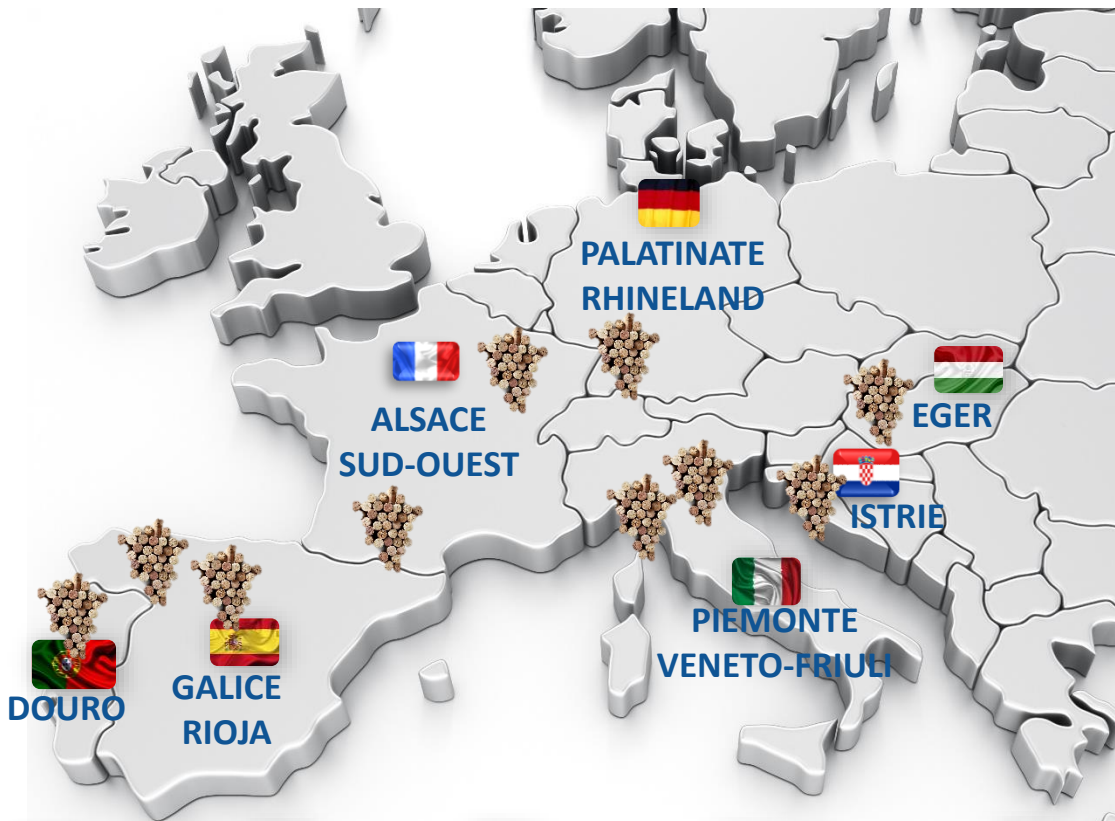 PALATINATE
RHINELAND
ALSACE
SUD-OUEST
EGER
ISTRIE
PIEMONTE
VENETO-FRIULI
GALICE
RIOJA
DOURO